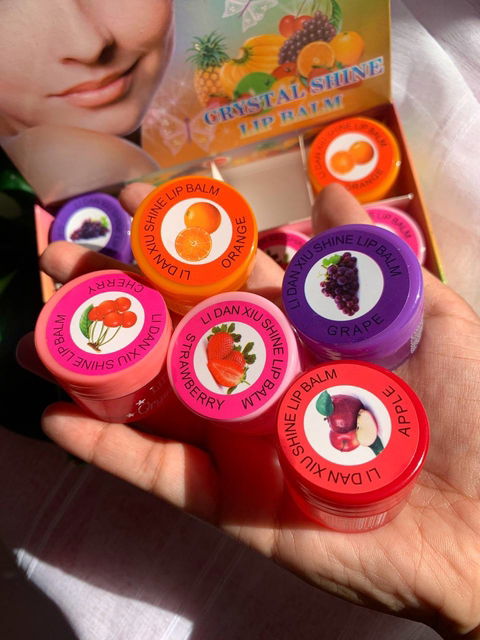 CRYSTAL SHINE
LIP BALM
LI DAN XIU SHINE LIP BALM
ORANGE
LI DAN XIU SHINE LIP BALM
ORANGE
LI DAN XIU SHINE LIP BALM
GRAPE
LI DAN XIU SHINE LIP BALM
CHERRY
LI DAN XIU SHINE LIP BALM
STRAWBERRY
LI DAN XIU SHINE LIP BALM
APPLE